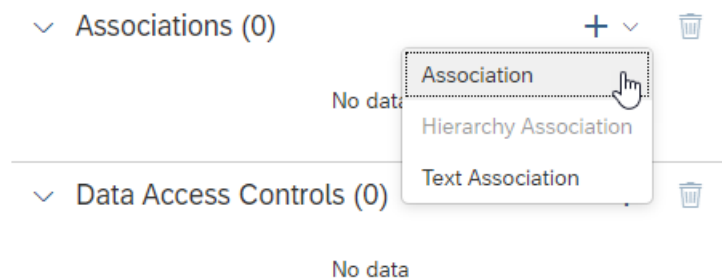 Associations (0)
Association
No data
Hierarchy Association
Text Association
Data Access Controls (0)
No data